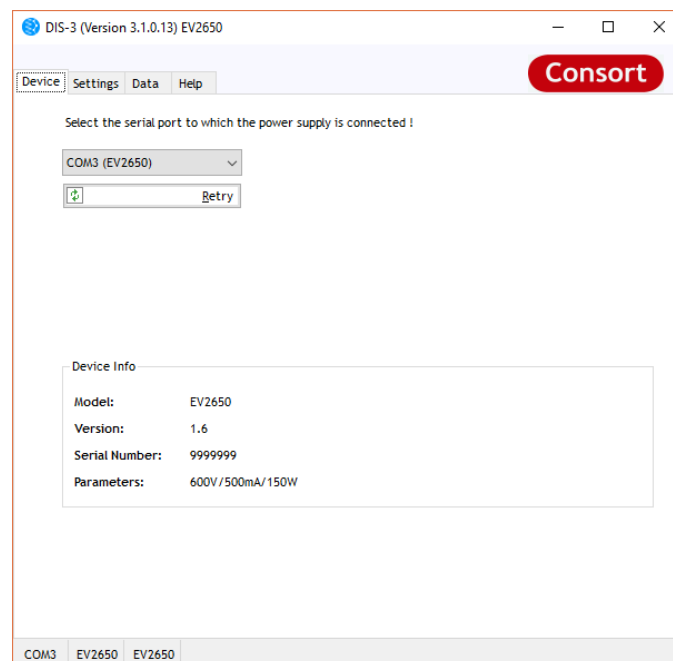 DIS-3 (Version 3.1.0.13) EV2650
Consort
Device Settings Data Help
Select the serial port to which the power supply is connected !
COM3 (EV2650)
Retry
Device Info
Model: EV2650
Version: 1.6
Serial Number: 9999999
Parameters: 600V/500mA/150W
COM3 EV2650 EV2650